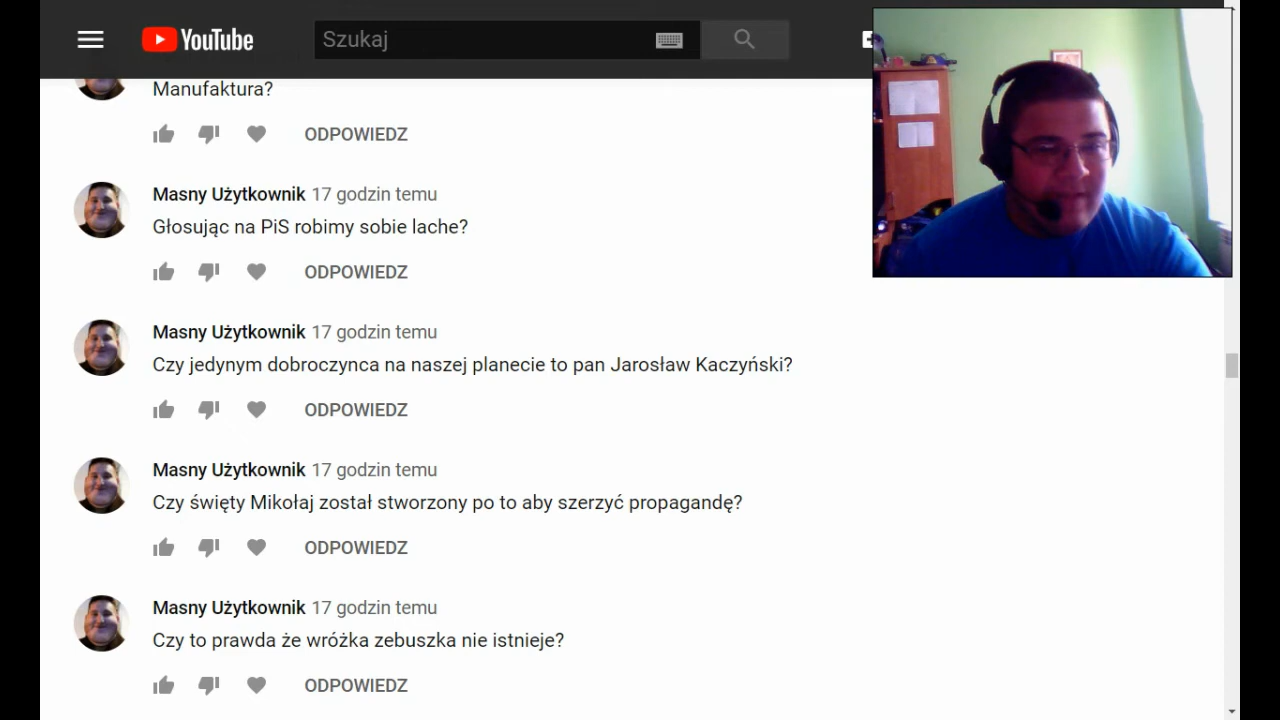 YouTube
Szukaj
Manufaktura?
ODPOWIEDZ
Masny Użytkownik 17 godzin temu
Głosując na PiS robimy sobie lache?
ODPOWIEDZ
Masny Użytkownik 17 godzin temu
Czy jedynym dobroczynca na naszej planecie to pan Jarosław Kaczyński?
ODPOWIEDZ
Masny Użytkownik 17 godzin temu
Czy święty Mikołaj został stworzony po to aby szerzyć propagandę?
ODPOWIEDZ
Masny Użytkownik 17 godzin temu
Czy to prawda że wróżka zebuszka nie istnieje?
ODPOWIEDZ